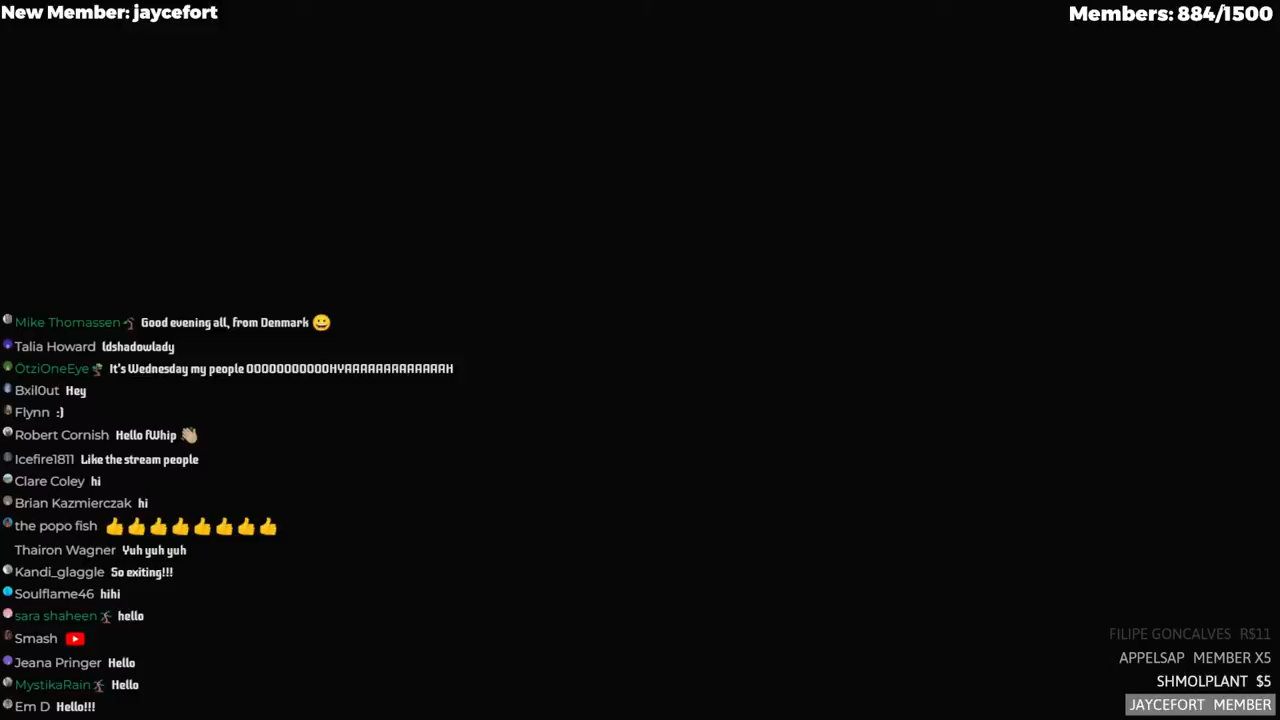 New Member: jaycefort
Members: 884/1500
Mike Thomassen Good evening all, from Denmark 😀
Talia Howard ldshadowlady
ÖtziOneEye It's Wednesday my people OOOOOOOOOOOHYAAAAAAAAAAAAAH
Bxil0ut Hey
Flynn :)
Robert Cornish Hello fWhip 👏🏼
Icefire1811 Like the stream people
Clare Coley hi
Brian Kazmierczak hi
the popo fish 👍👍👍👍👍👍👍👍
Thairon Wagner Yuh yuh yuh
Kandi_glaggle So exiting!!!
Soulflame46 hihi
sara shaheen hello
Smash
Jeana Pringer Hello
MystikaRain Hello
Em D Hello!!!
FILIPE GONCALVES R$11
APPELSAP MEMBER X5
SHMOLPLANT $5
JAYCEFORT MEMBER